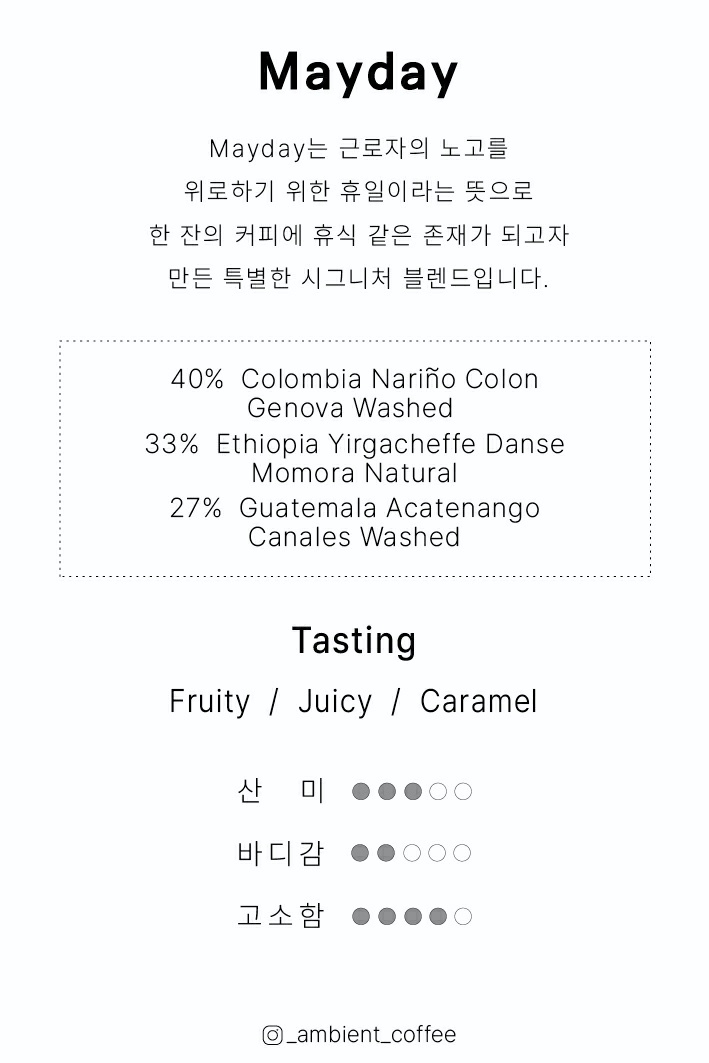 Mayday
Mayday는 근로자의 노고를
위로하기 위한 휴일이라는 뜻으로
한 잔의 커피에 휴식 같은 존재가 되고자
만든 특별한 시그니처 블렌드입니다.
40% Colombia Nariño Colon
Genova Washed
33% Ethiopia Yirgacheffe Danse
Momora Natural
27% Guatemala Acatenango
Canales Washed
Tasting
Fruity / Juicy / Caramel
산 미 ●●●○○
바디감 ●●○○○
고소함 ●●●●○
_ambient_coffee